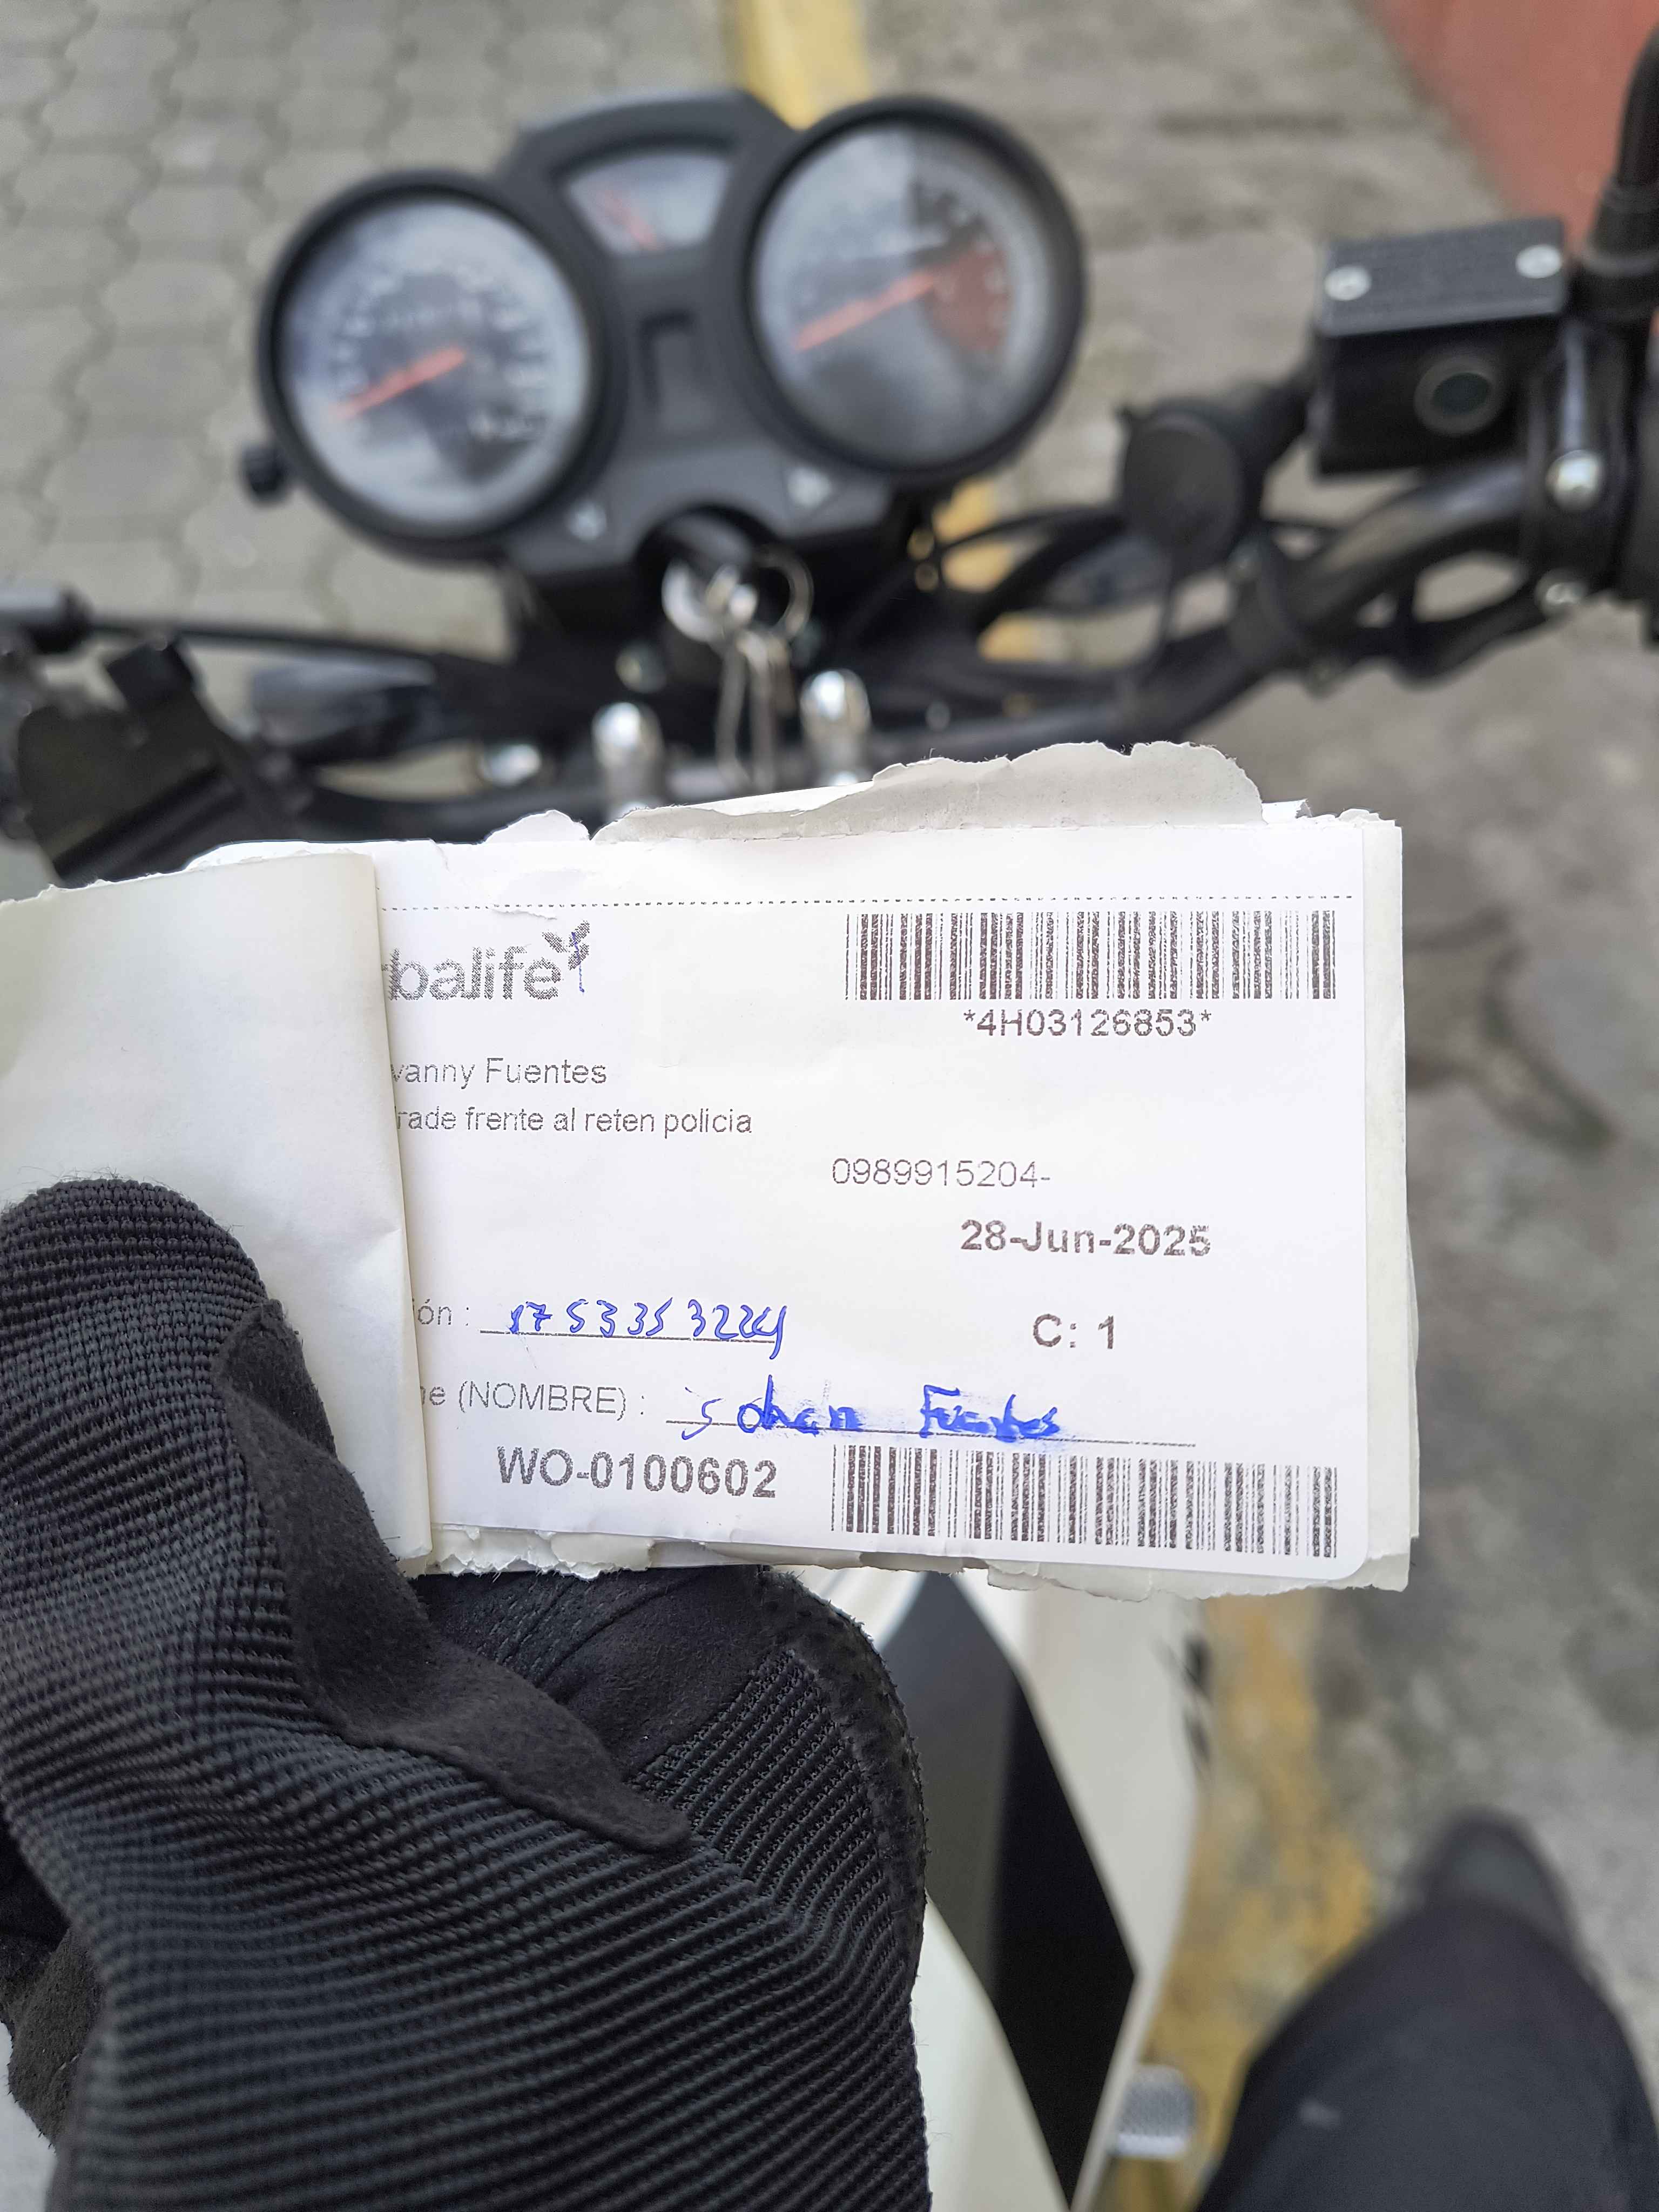 balife
*4H03126853*
vanny Fuentes
rade frente al reten policia
0989915204-
28-Jun-2025
ión : 1753353224
C: 1
ne (NOMBRE) : Johan Fuentes
WO-0100602